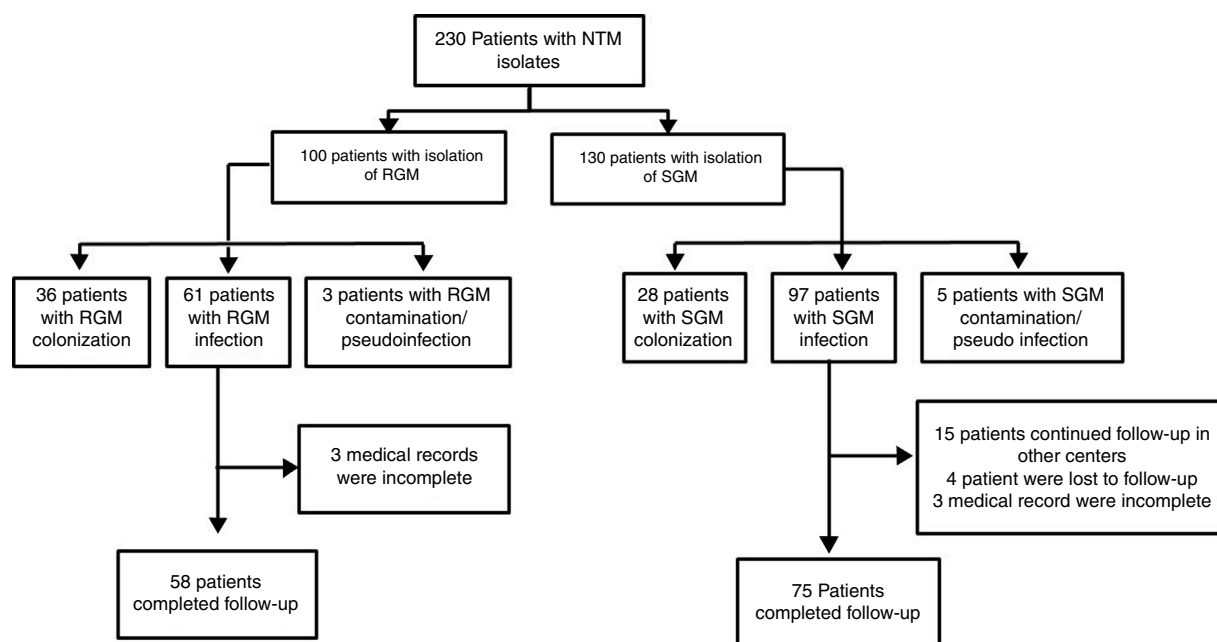 230 Patients with NTM
isolates
100 patients with isolation
of RGM
130 patients with isolation
of SGM
36 patients
with RGM
colonization
61 patients
with RGM
infection
3 patients with RGM
contamination/
pseudoinfection
28 patients
with SGM
colonization
97 patients
with SGM
infection
5 patients with SGM
contamination/
pseudo infection
3 medical records
were incomplete
15 patients continued follow-up in
other centers
4 patient were lost to follow-up
3 medical record were incomplete
58 patients
completed follow-up
75 Patients
completed follow-up